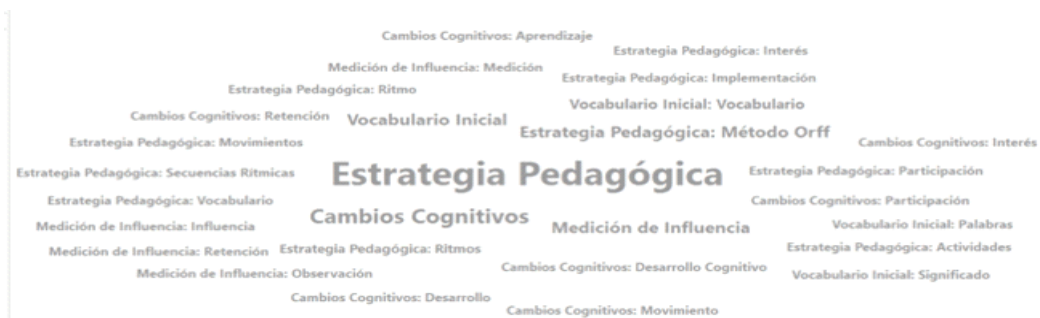 Cambios Cognitivos: Aprendizaje
Estrategia Pedagógica: Interés
Medición de Influencia: Medición
Estrategia Pedagógica: Implementación
Estrategia Pedagógica: Ritmo
Vocabulario Inicial: Vocabulario
Cambios Cognitivos: Retención
Vocabulario Inicial
Estrategia Pedagógica: Método Orff
Estrategia Pedagógica: Movimientos
Cambios Cognitivos: Interés
Estrategia Pedagógica: Secuencias Rítmicas
Estrategia Pedagógica
Estrategia Pedagógica: Participación
Estrategia Pedagógica: Vocabulario
Cambios Cognitivos: Participación
Cambios Cognitivos
Medición de Influencia: Influencia
Medición de Influencia
Vocabulario Inicial: Palabras
Medición de Influencia: Retención
Estrategia Pedagógica: Ritmos
Estrategia Pedagógica: Actividades
Medición de Influencia: Observación
Cambios Cognitivos: Desarrollo Cognitivo
Vocabulario Inicial: Significado
Cambios Cognitivos: Desarrollo
Cambios Cognitivos: Movimiento